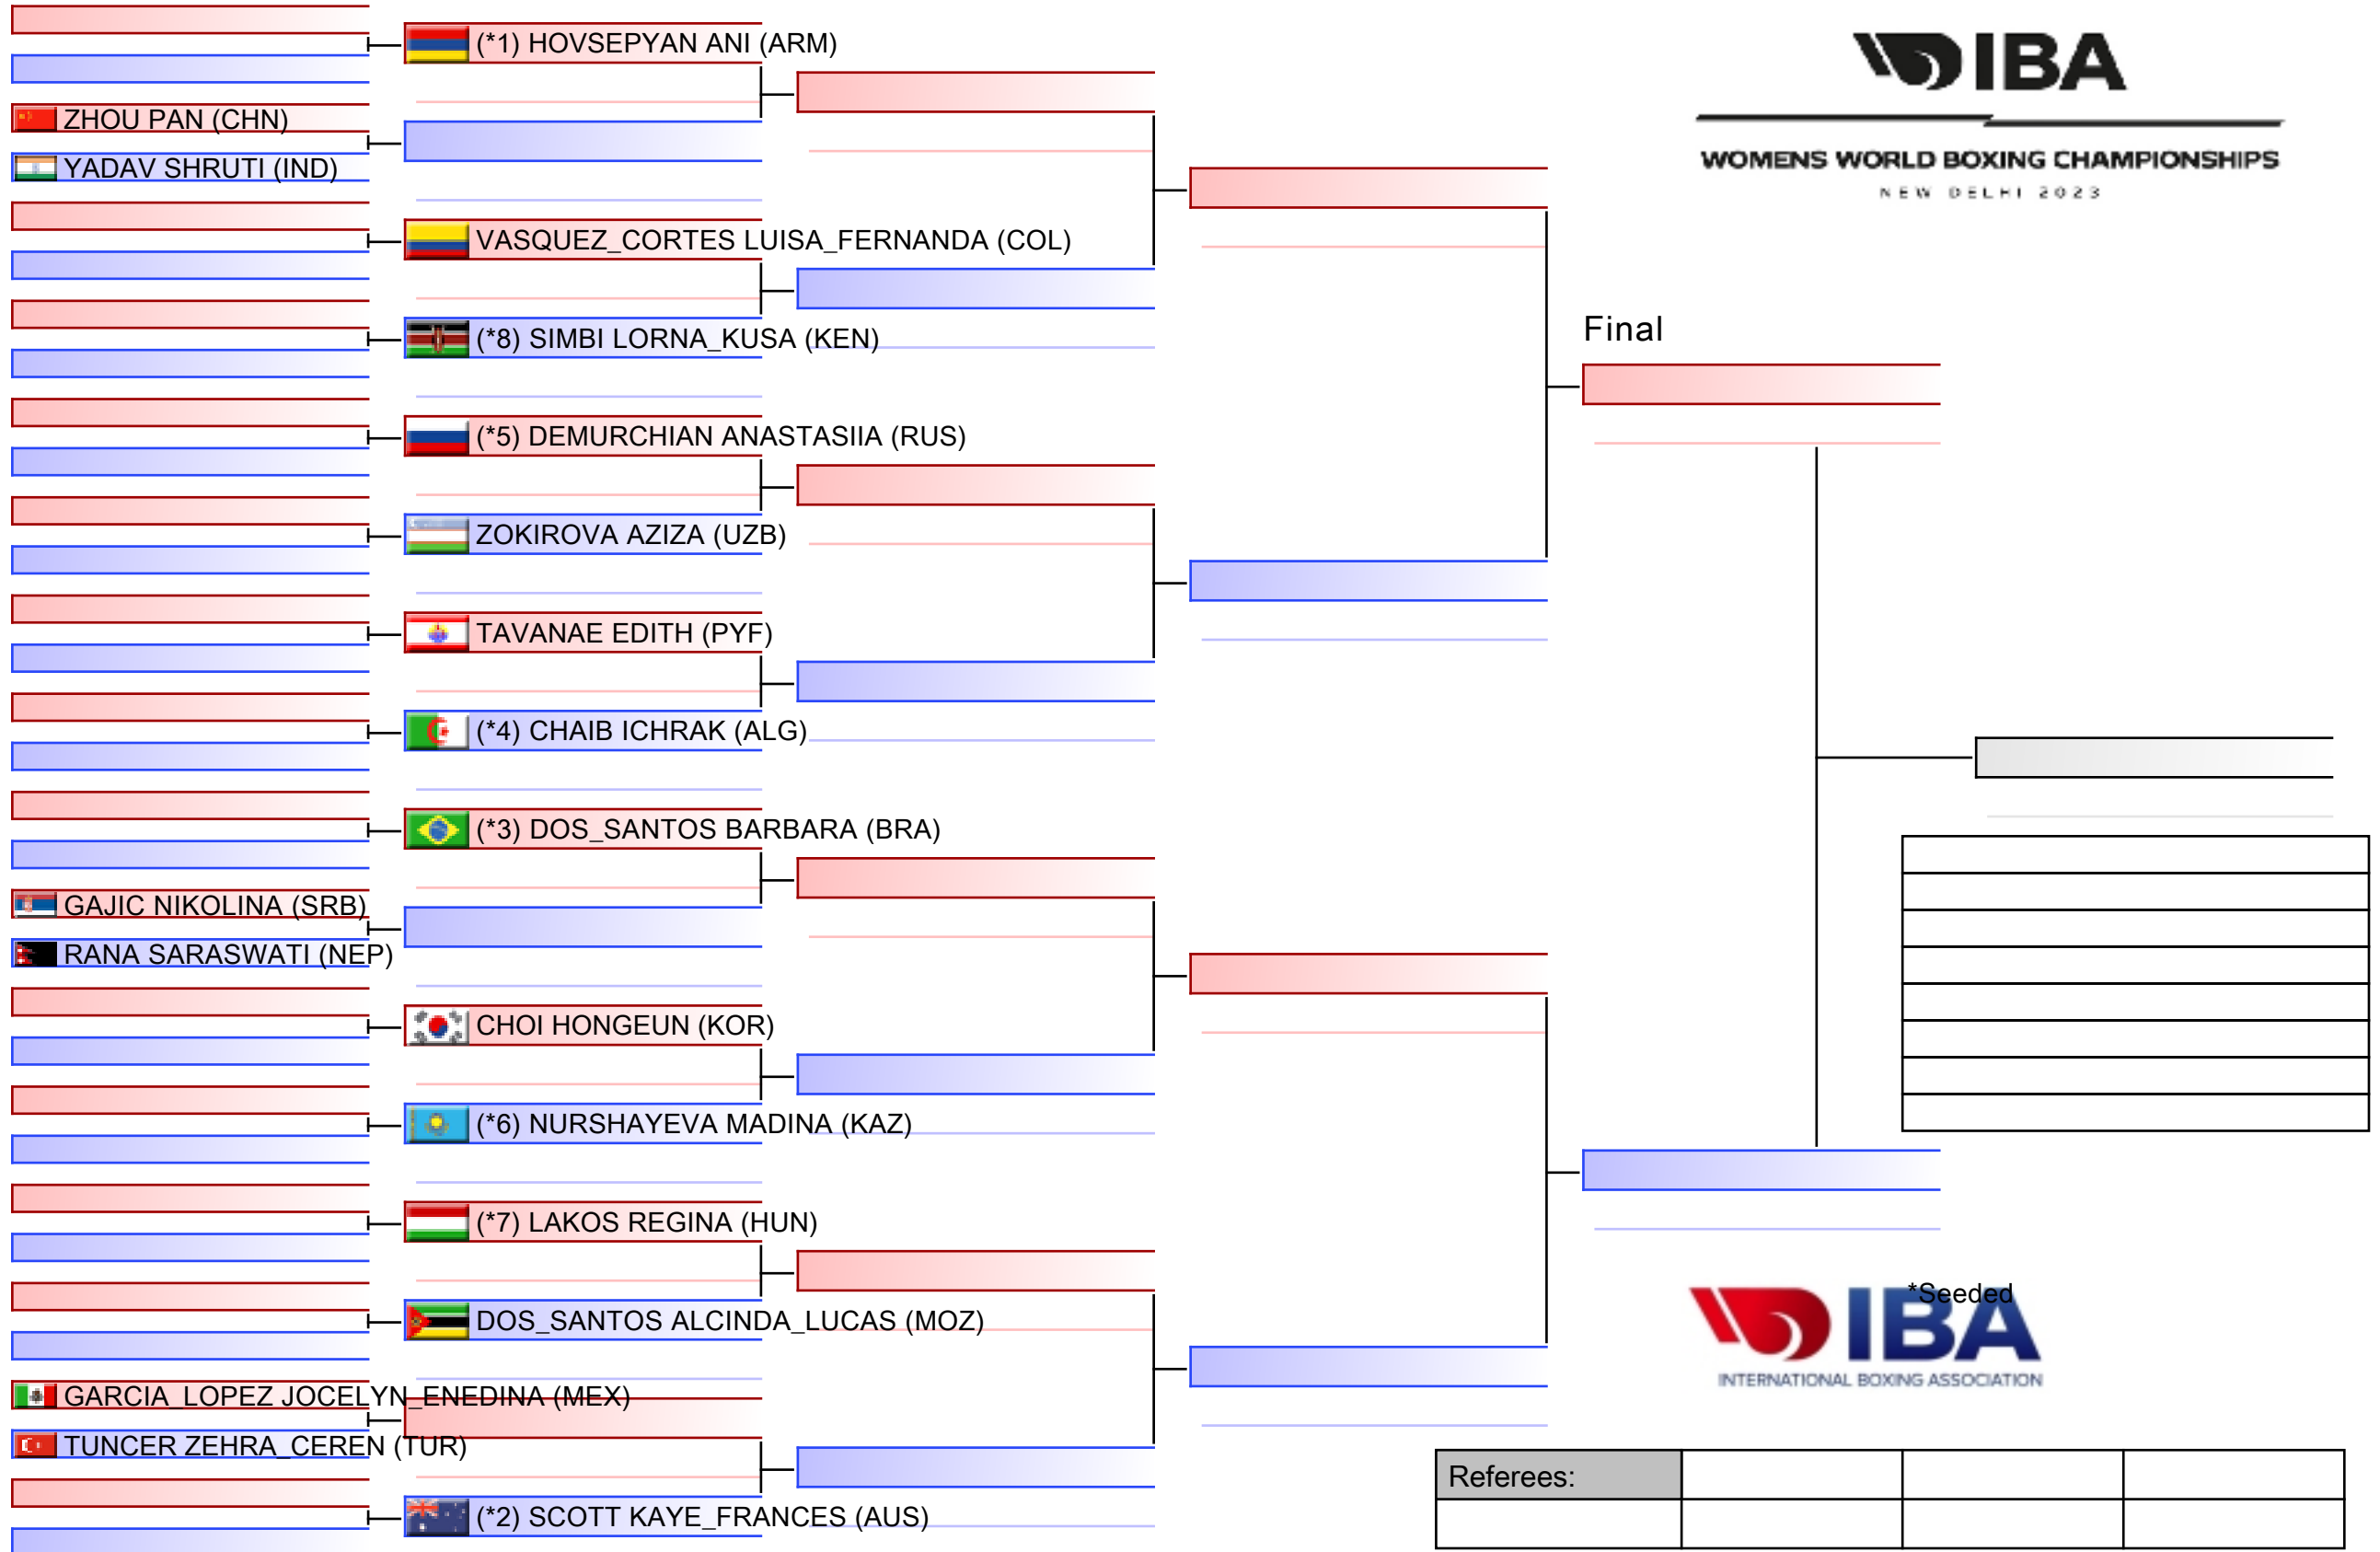 (*1) HOVSEPYAN ANI (ARM)
ZHOU PAN (CHN)
YADAV SHRUTI (IND)
VASQUEZ_CORTES LUISA_FERNANDA (COL)
(*8) SIMBI LORNA_KUSA (KEN)
(*5) DEMURCHIAN ANASTASIIA (RUS)
ZOKIROVA AZIZA (UZB)
TAVANAE EDITH (PYF)
(*4) CHAIB ICHRAK (ALG)
(*3) DOS_SANTOS BARBARA (BRA)
GAJIC NIKOLINA (SRB)
RANA SARASWATI (NEP)
CHOI HONGEUN (KOR)
(*6) NURSHAYEVA MADINA (KAZ)
(*7) LAKOS REGINA (HUN)
DOS_SANTOS ALCINDA_LUCAS (MOZ)
GARCIA_LOPEZ JOCELYN_ENEDINA (MEX)
TUNCER ZEHRA_CEREN (TUR)
(*2) SCOTT KAYE_FRANCES (AUS)
IBA
WOMENS WORLD BOXING CHAMPIONSHIPS
NEW DELHI 2023
Final
*Seeded
IBA
INTERNATIONAL BOXING ASSOCIATION
Referees: